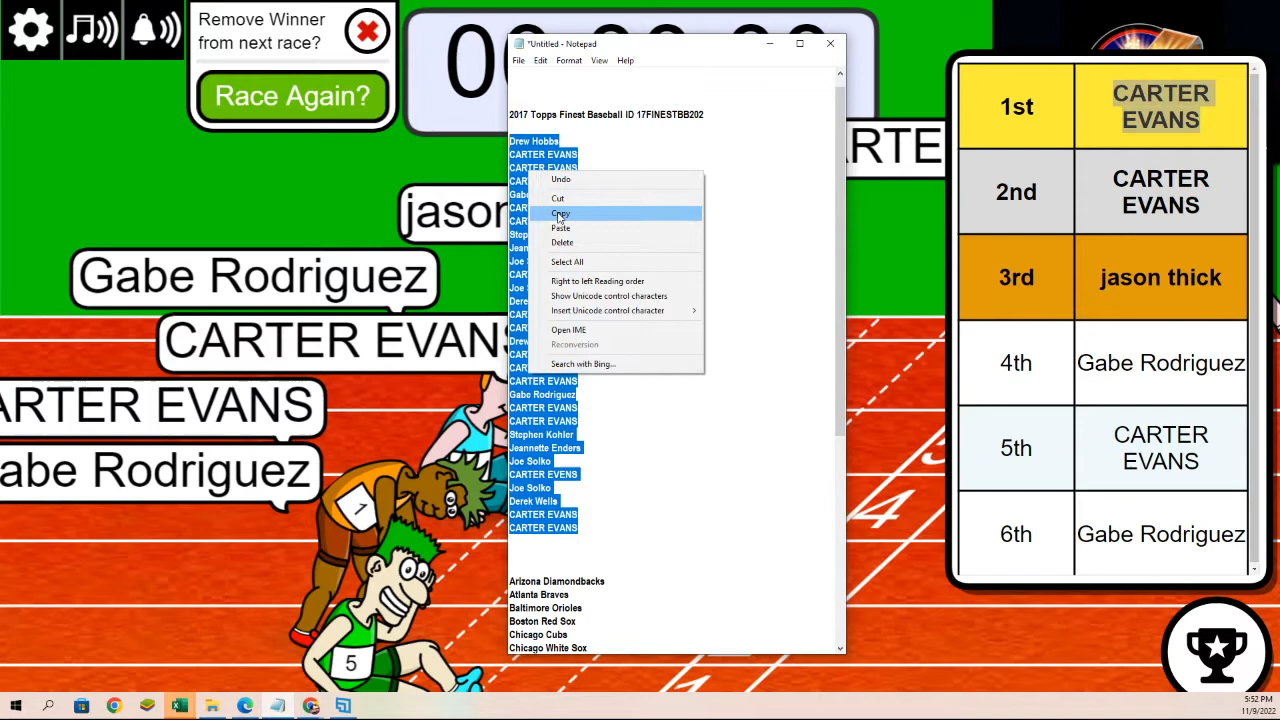 Remove Winner
from next race?
Race Again?
*Untitled - Notepad
File Edit Format View Help
2017 Topps Finest Baseball ID 17FINESTBB202
Drew Hobbs
CARTER EVANS
CARTER EVANS
Undo
Cut
Copy
Paste
Delete
Select All
Right to left Reading order
Show Unicode control characters
Insert Unicode control character
Open IME
Reconversion
Search with Bing...
CARTER EVANS
Gabe Rodriguez
CARTER EVANS
CARTER EVANS
Stephen Kohler
Jeannette Enders
Joe Solko
CARTER EVENS
Joe Solko
Derek Wells
CARTER EVANS
CARTER EVANS
Arizona Diamondbacks
Atlanta Braves
Baltimore Orioles
Boston Red Sox
Chicago Cubs
Chicago White Sox
jason
Gabe Rodriguez
CARTER EVANS
ARTER EVANS
abe Rodriguez
ARTE
1
5
1st CARTER EVANS
2nd CARTER EVANS
3rd jason thick
4th Gabe Rodriguez
5th CARTER EVANS
6th Gabe Rodriguez
4
5:52 PM
11/9/2022